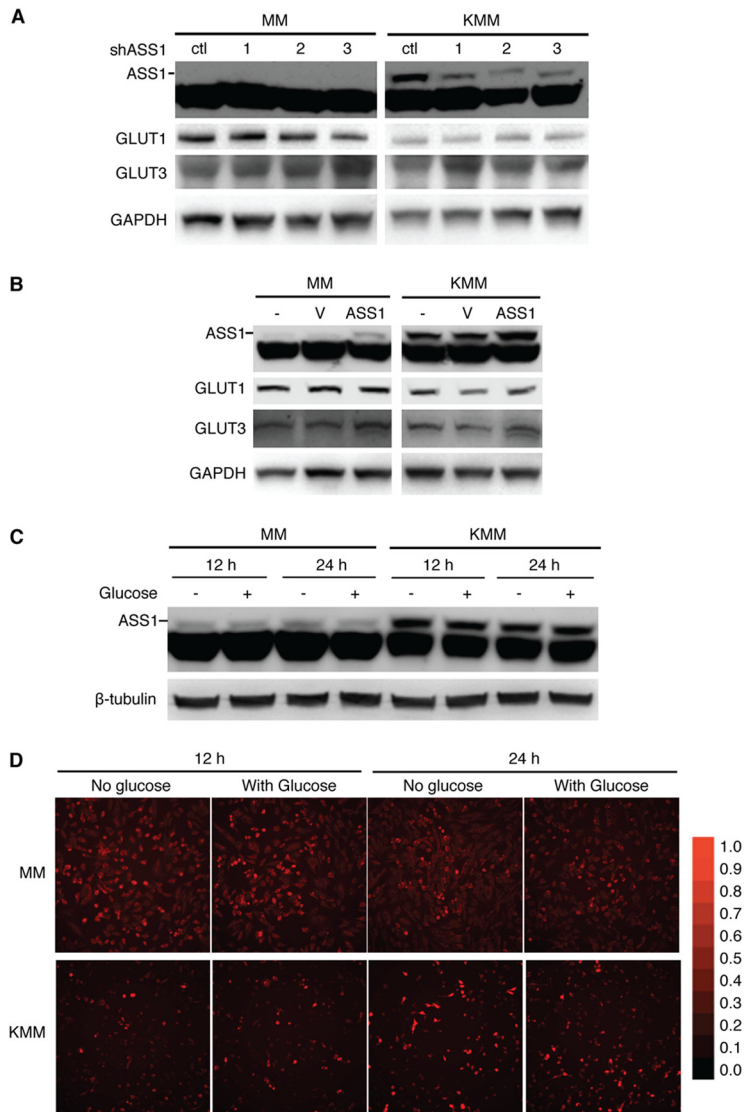 A
MM KMM
shASS1 ctl 1 2 3 ctl 1 2 3
ASS1
GLUT1
GLUT3
GAPDH
B
MM KMM
- V ASS1 - V ASS1
ASS1
GLUT1
GLUT3
GAPDH
C
MM KMM
12 h 24 h 12 h 24 h
Glucose - + - + - + - +
ASS1
β-tubulin
D
12 h 24 h
No glucose With Glucose No glucose With Glucose
MM
KMM
1.0
0.9
0.8
0.7
0.6
0.5
0.4
0.3
0.2
0.1
0.0